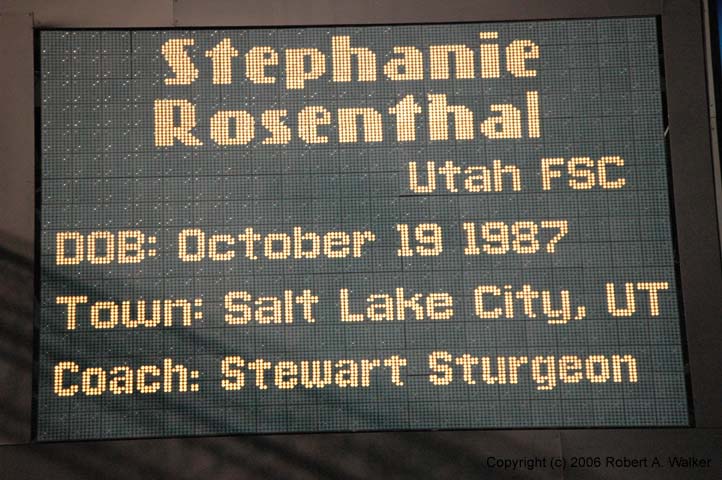 Stephanie
Rosenthal
Utah FSC
DOB: October 19 1987
Town: Salt Lake City, UT
Coach: Stewart Sturgeon
Copyright (c) 2006 Robert A. Walker